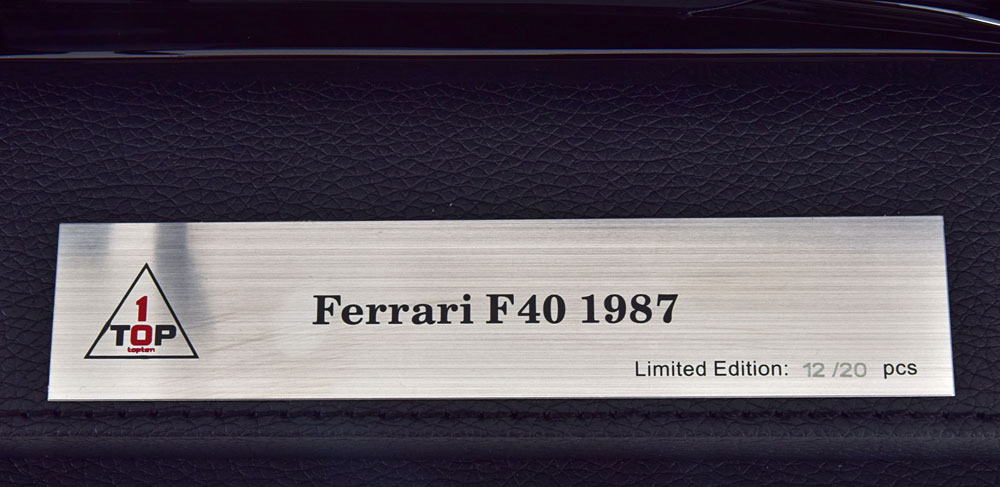 1
TOP
topten
Ferrari F40 1987
Limited Edition: 12/20 pcs